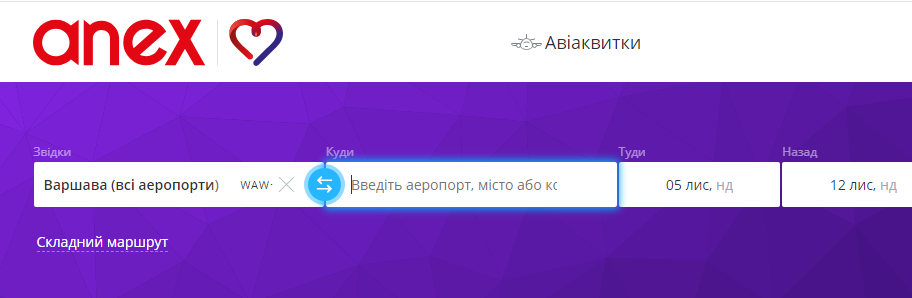 anex
Авіаквитки
Звідки Куди Туди Назад
Варшава (всі аеропорти) WAW· Введіть аеропорт, місто або кс 05 лис, нд 12 лис, нд
Складний маршрут